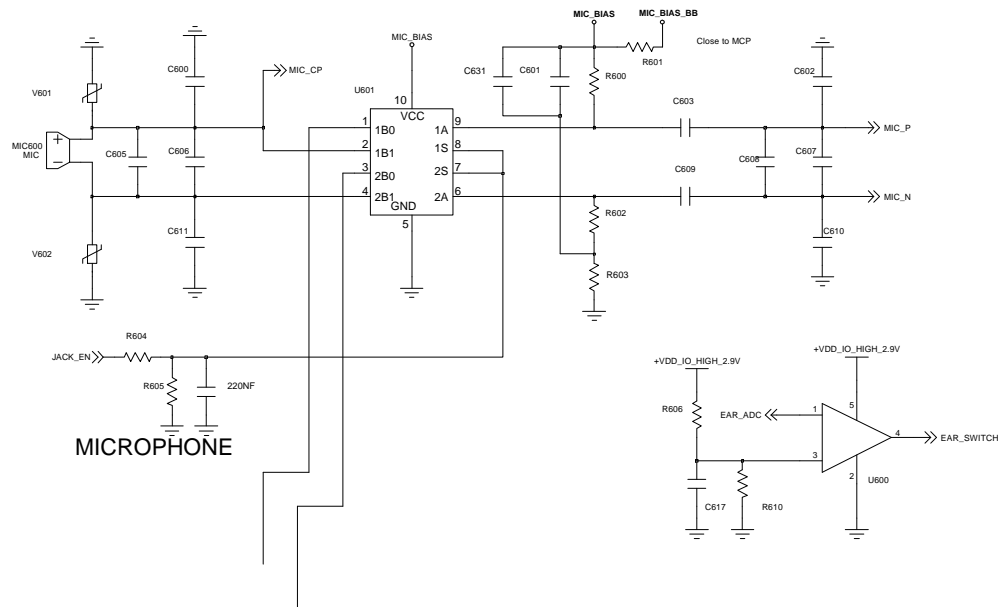 MIC_BIAS
MIC_BIAS_BB
MIC_BIAS
Close to MCP
C600
MIC_CP
C631
C601
R600
R601
C602
V601
U601
C603
10
VCC
1
1B0
1A
9
MIC_P
MIC600
MIC
C605
C606
2
1B1
1S
8
C608
C607
3
2B0
2S
7
C609
4
2B1
2A
6
MIC_N
GND
5
R602
V602
C611
C610
R603
R604
JACK_EN
R605
220NF
MICROPHONE
+VDD_IO_HIGH_2.9V
+VDD_IO_HIGH_2.9V
R606
EAR_ADC
1
5
4
EAR_SWITCH
3
2
U600
C617
R610